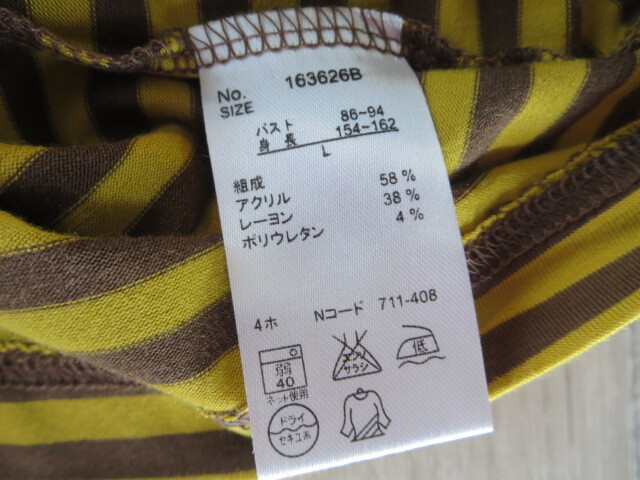 No. 163626B
SIZE
バスト 86~94
身長 154~162
L
組成 58 %
アクリル 38 %
レーヨン 4 %
ポリウレタン
4ホ Nコード 711-408
弱
40
ネット使用
エンソ
サラシ
低
ドライ
セキユ系